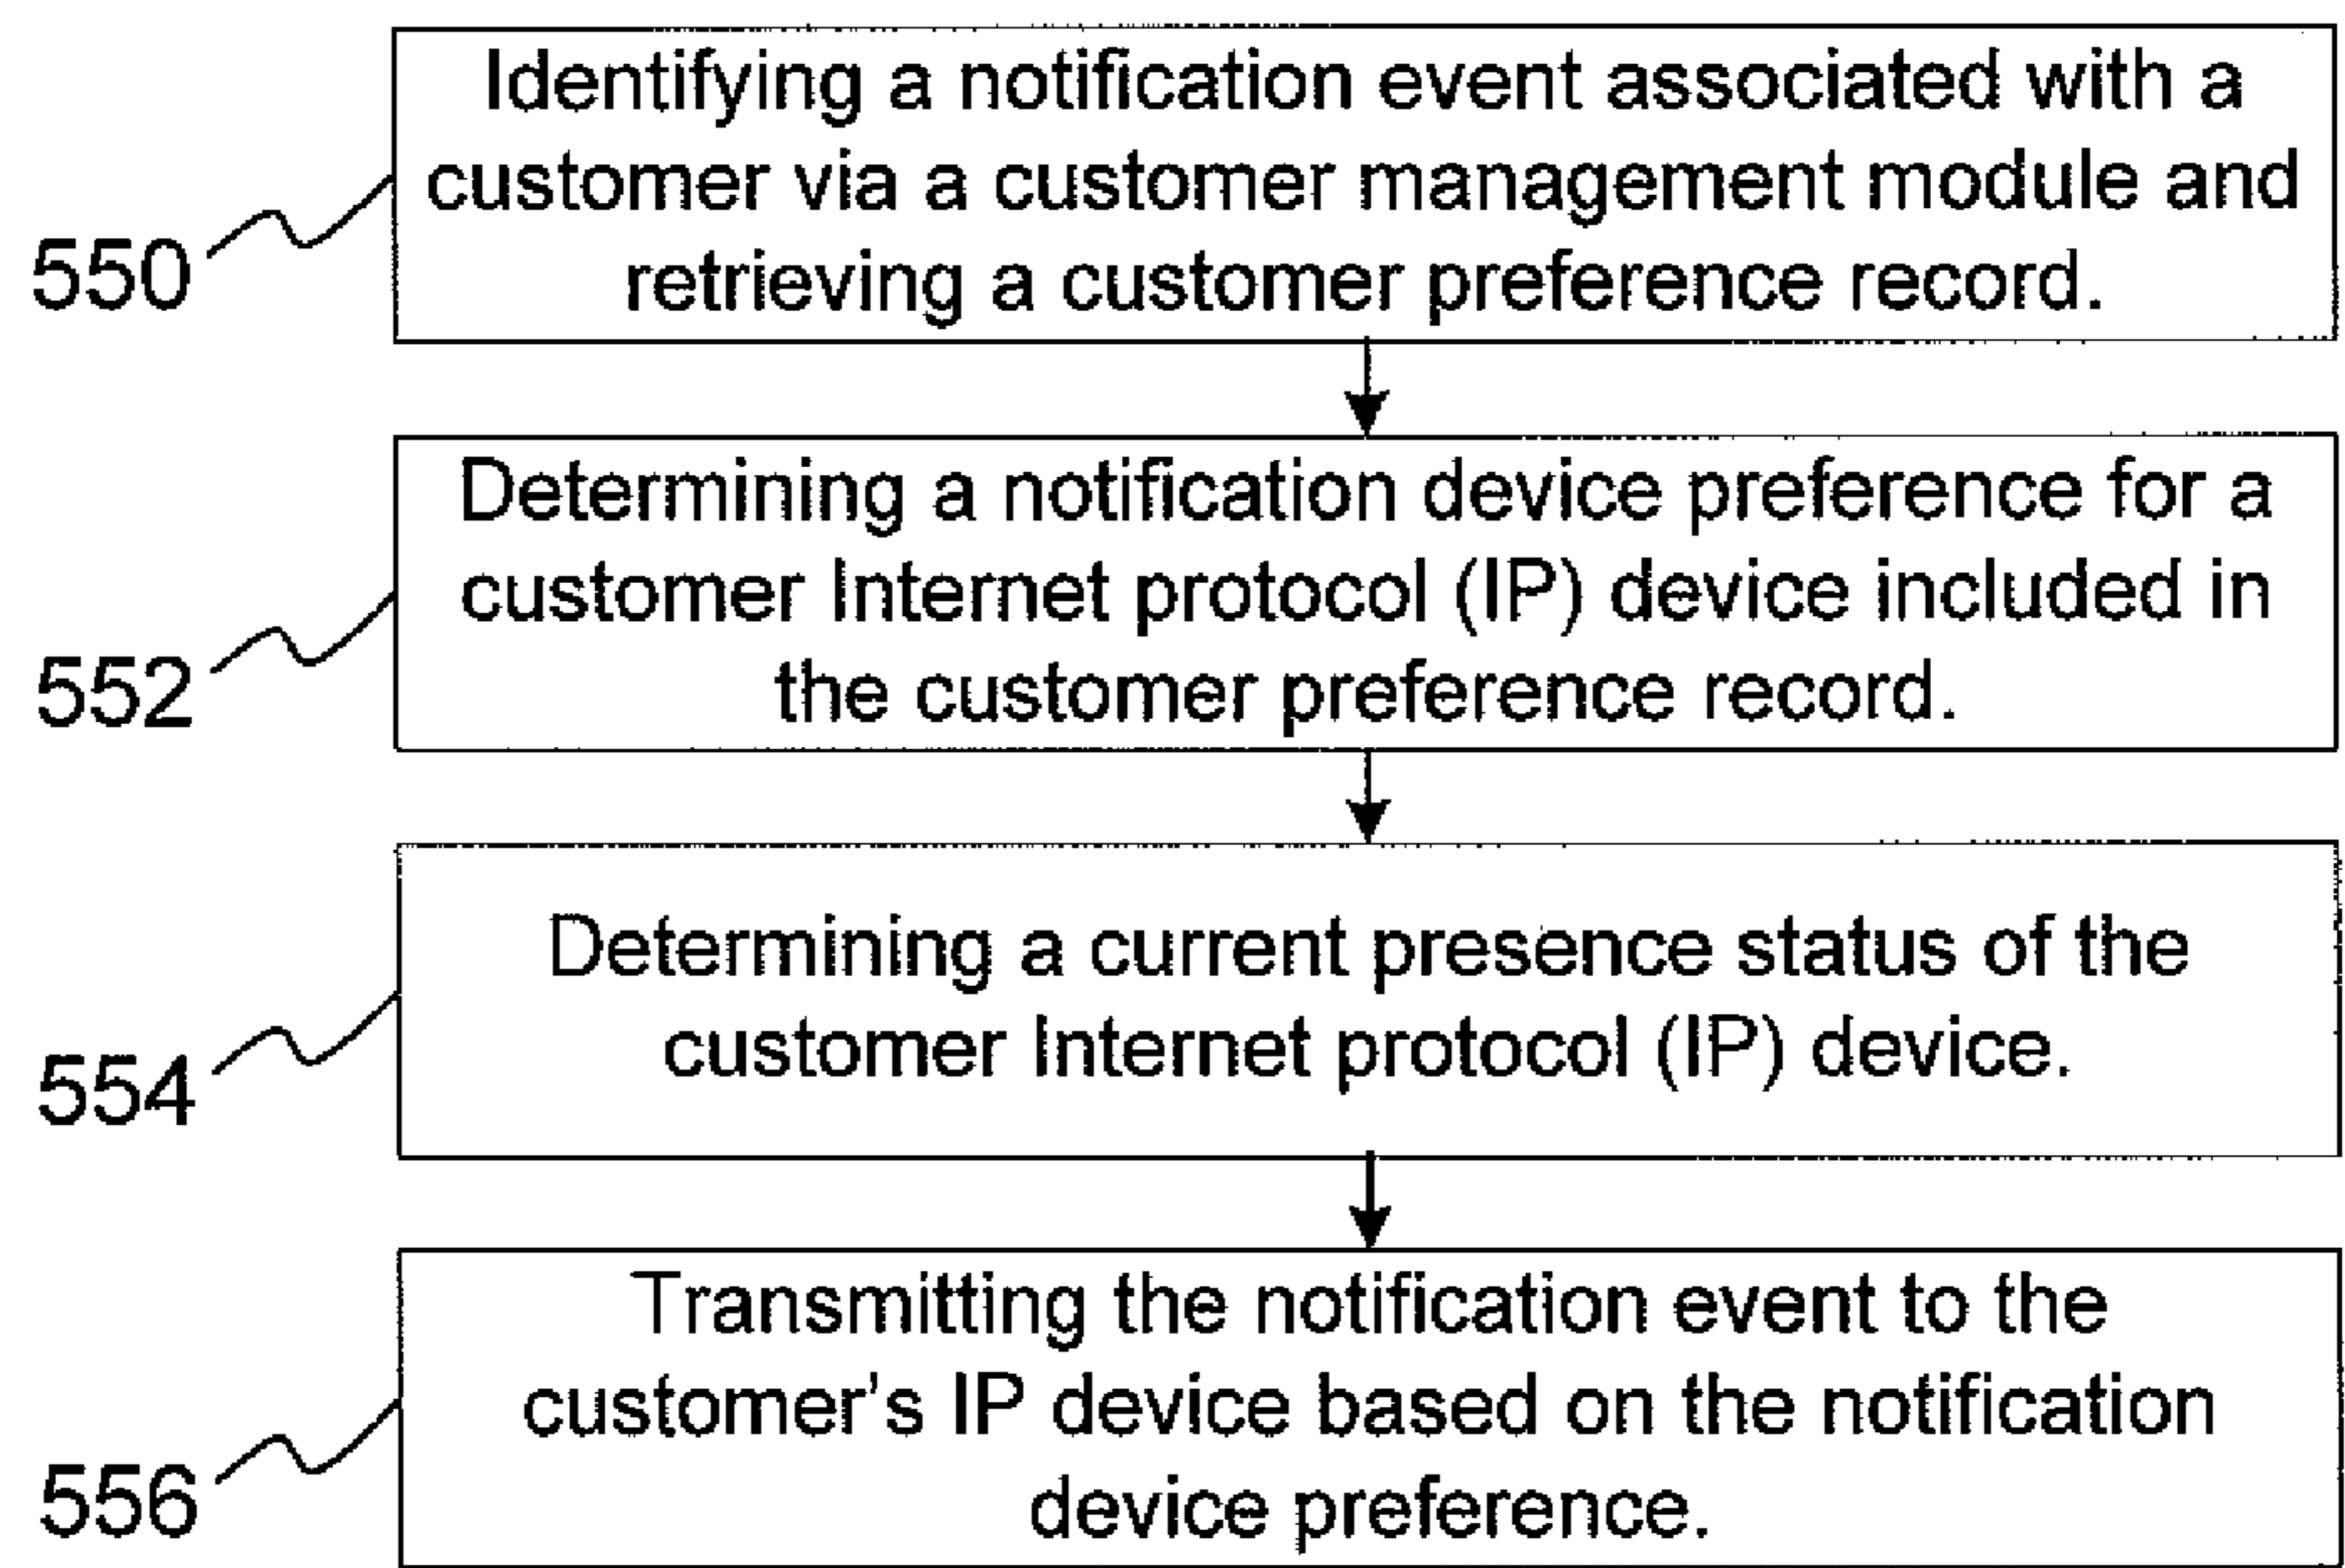 Identifying a notification event associated with a
customer via a customer management module and
retrieving a customer preference record.
550
Determining a notification device preference for a
customer Internet protocol (IP) device included in
the customer preference record.
552
Determining a current presence status of the
customer Internet protocol (IP) device.
554
Transmitting the notification event to the
customer's IP device based on the notification
device preference.
556